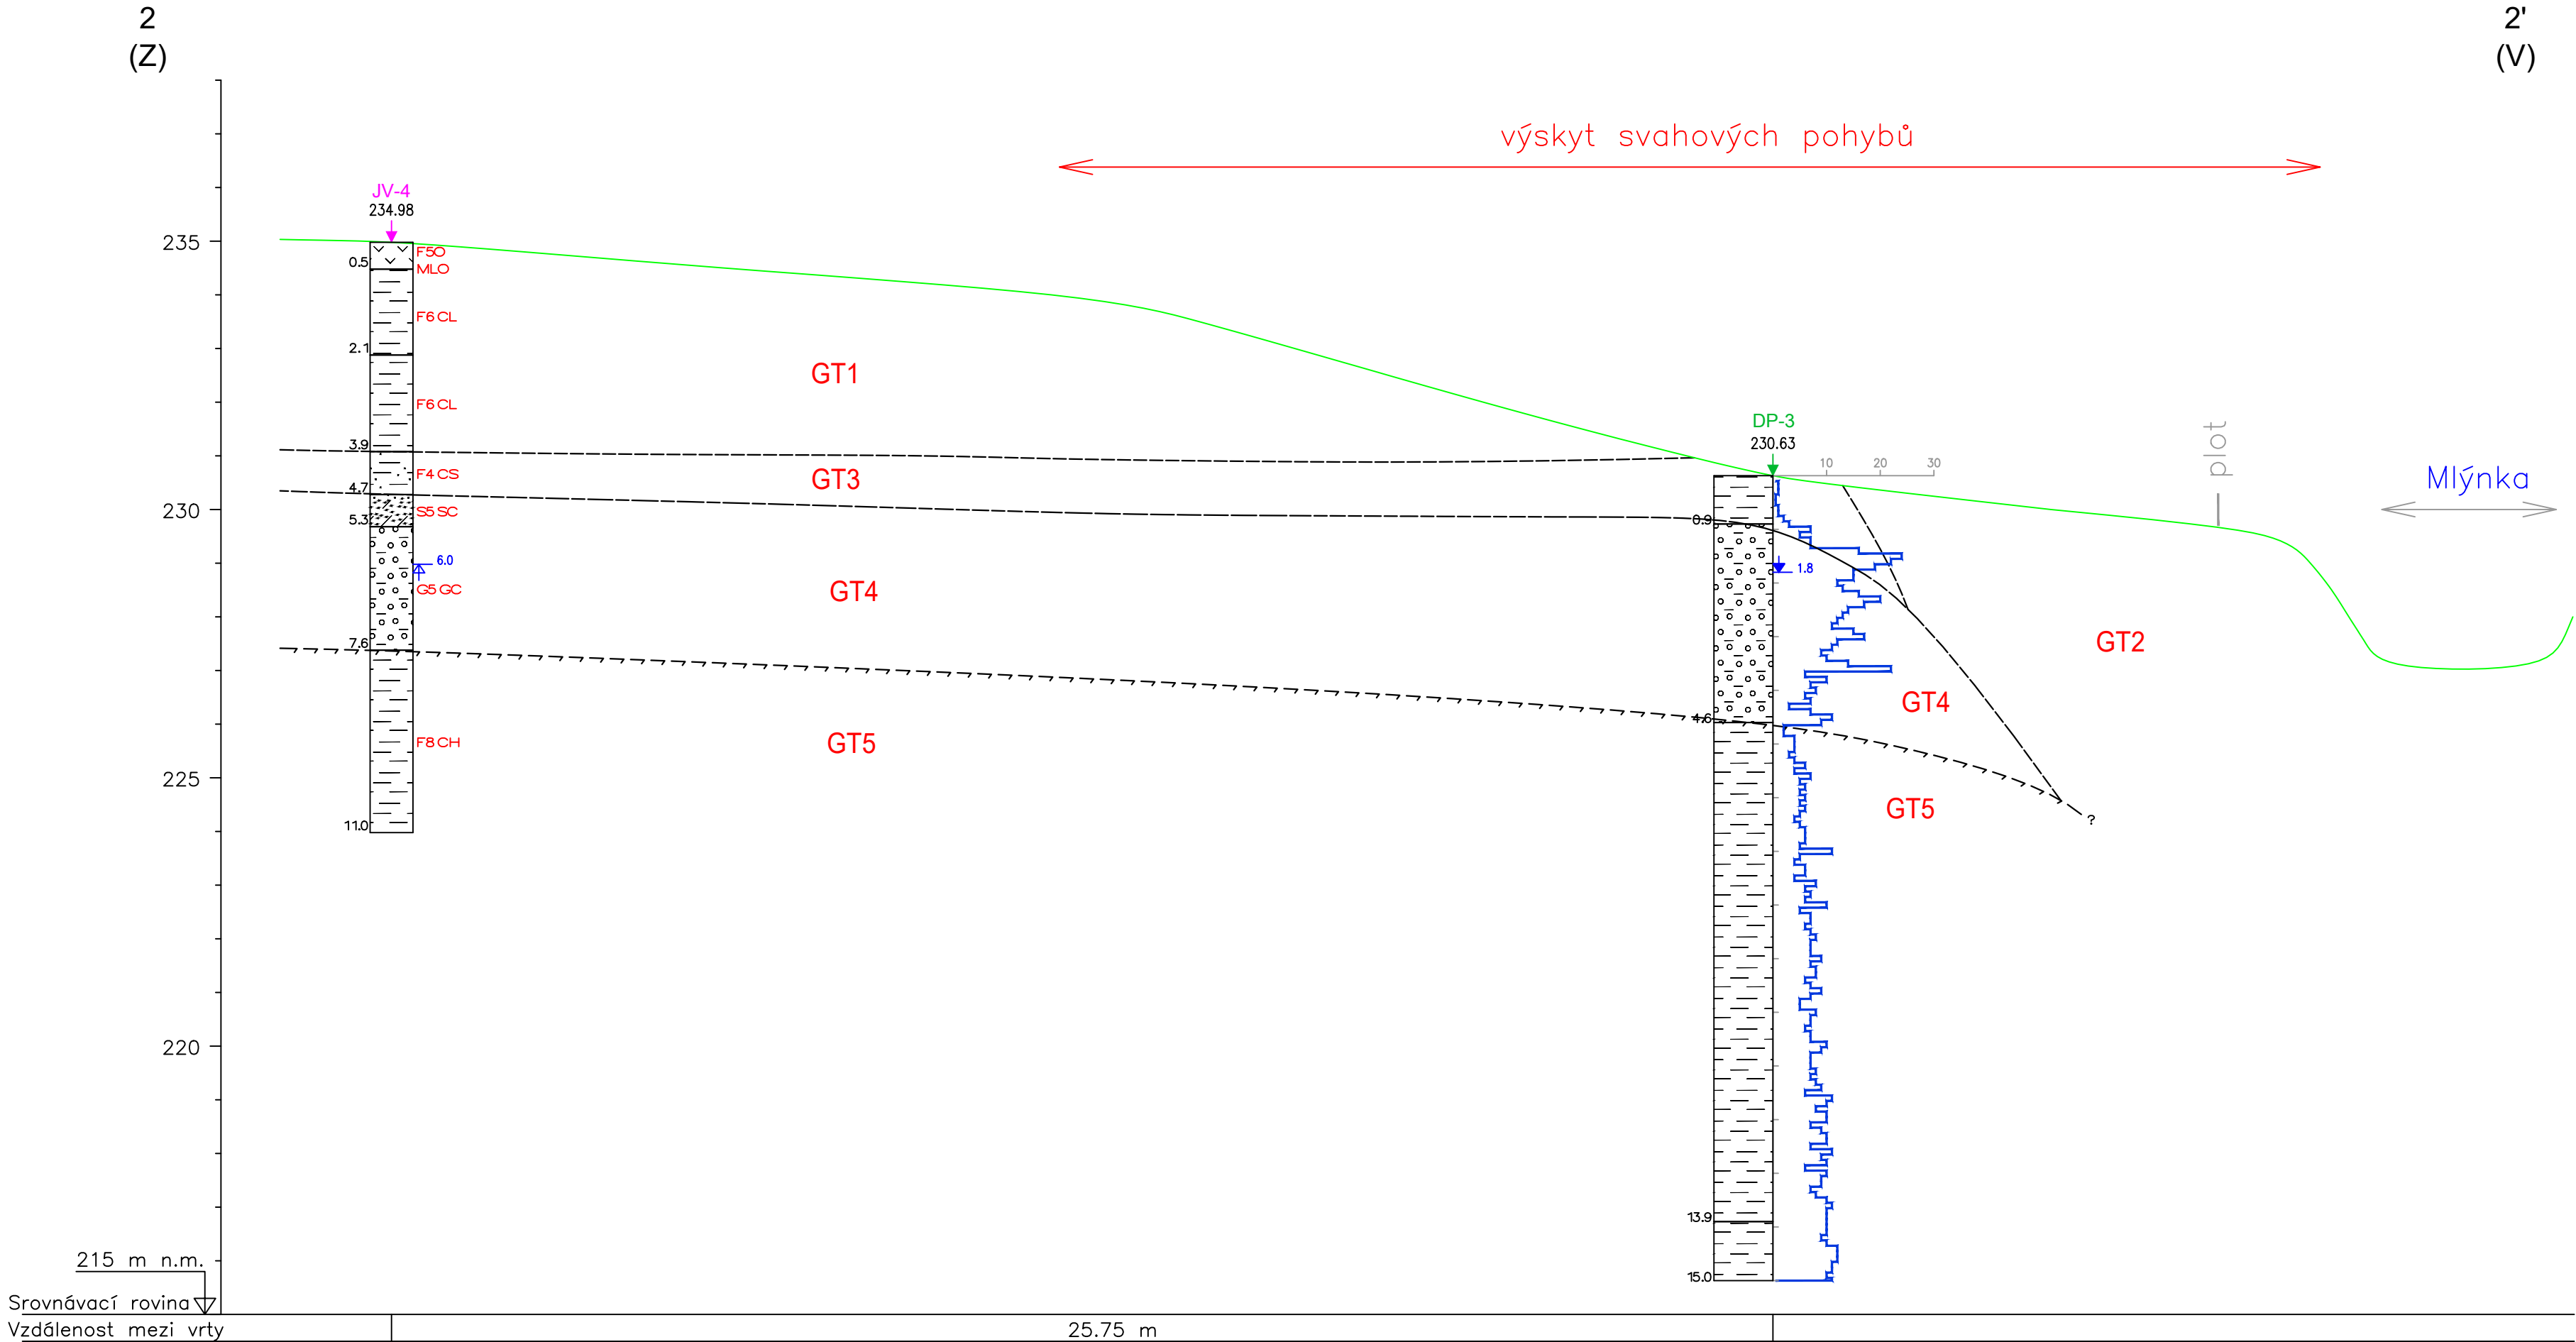 2
(Z)
2'
(V)
výskyt svahových pohybů
JV-4
234.98
235
F5O
0.5
MLO
F6 CL
2.1
GT1
F6 CL
3.9
DP-3
230.63
10 20 30
plot
Mlýnka
F4 CS
GT3
4.7
230
S5 SC
5.3
0.9
6.0
1.8
G5 GC
GT4
7.6
GT2
GT4
4.6
F8 CH
GT5
225
GT5
?
11.0
220
13.9
15.0
215 m n.m.
Srovnávací rovina
Vzdálenost mezi vrty
25.75 m